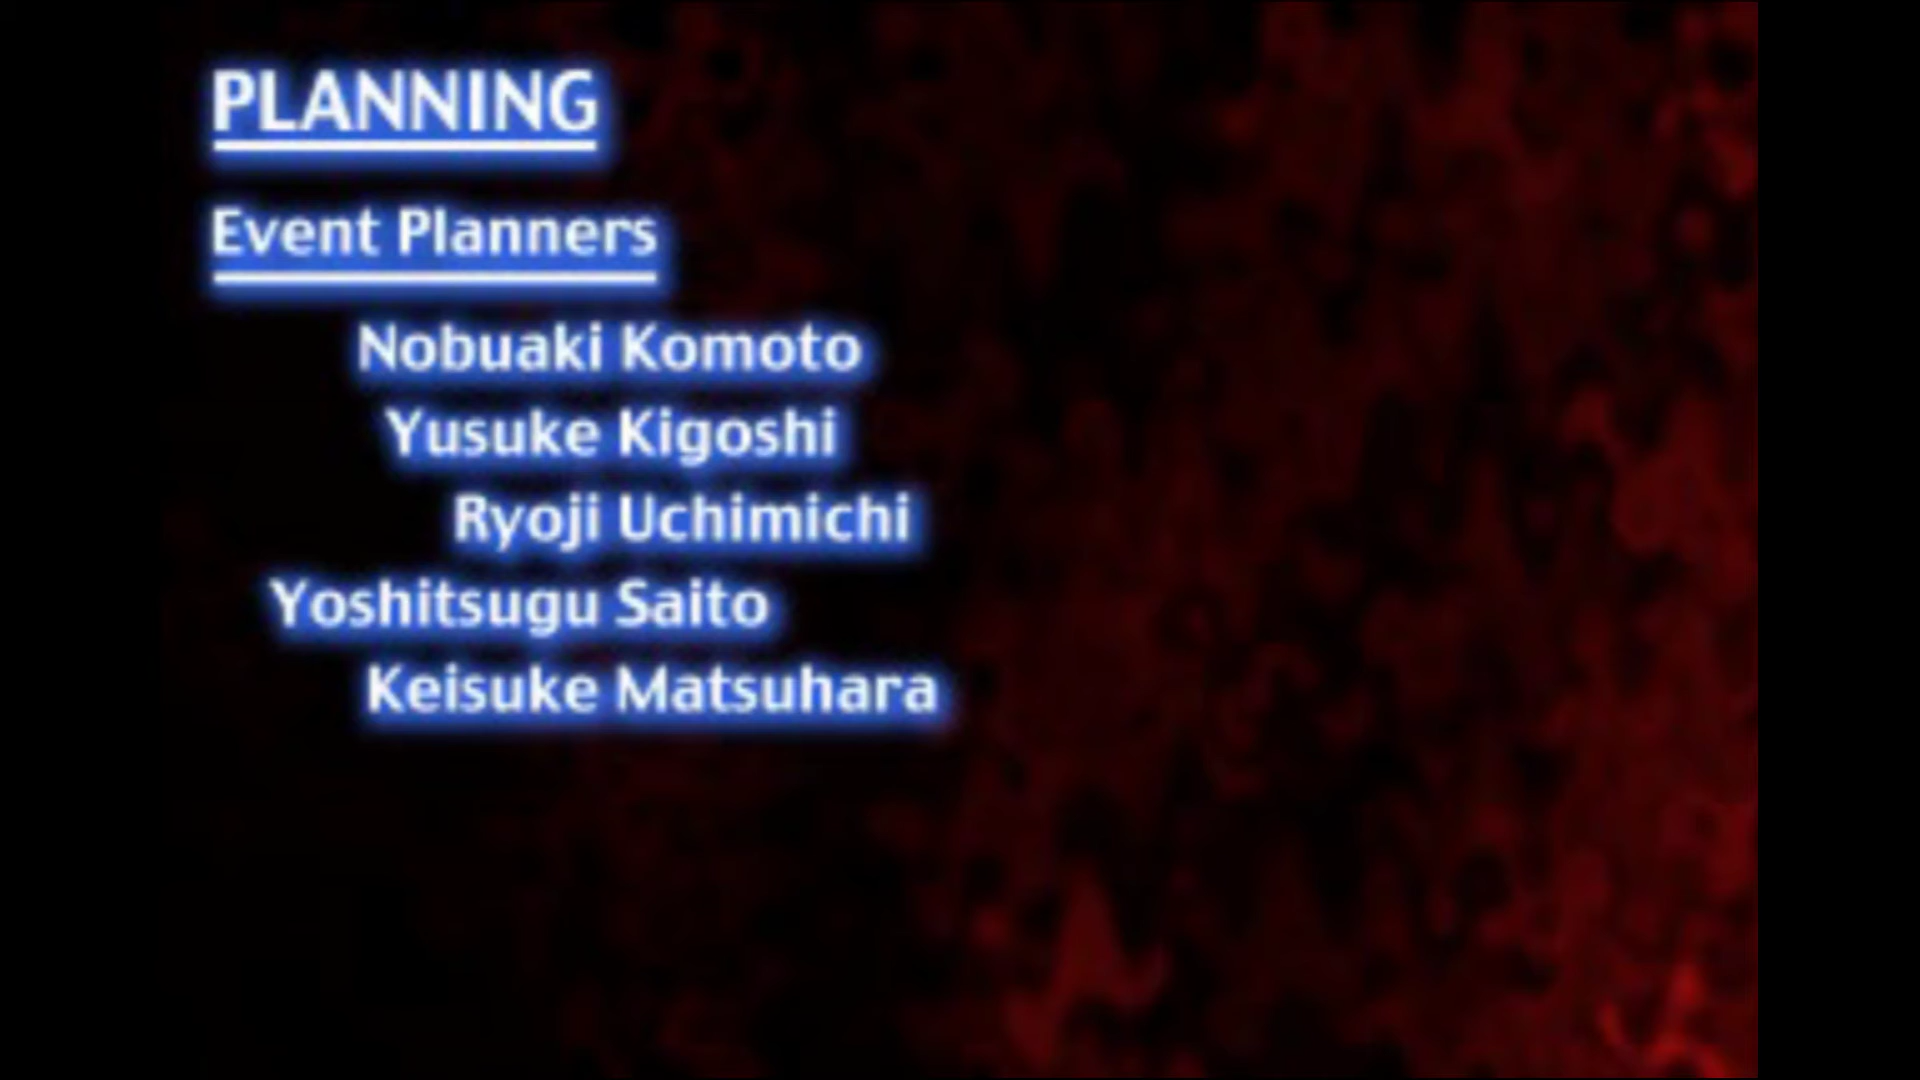 PLANNING
Event Planners
Nobuaki Komoto
Yusuke Kigoshi
Ryoji Uchimichi
Yoshitsugu Saito
Keisuke Matsuhara